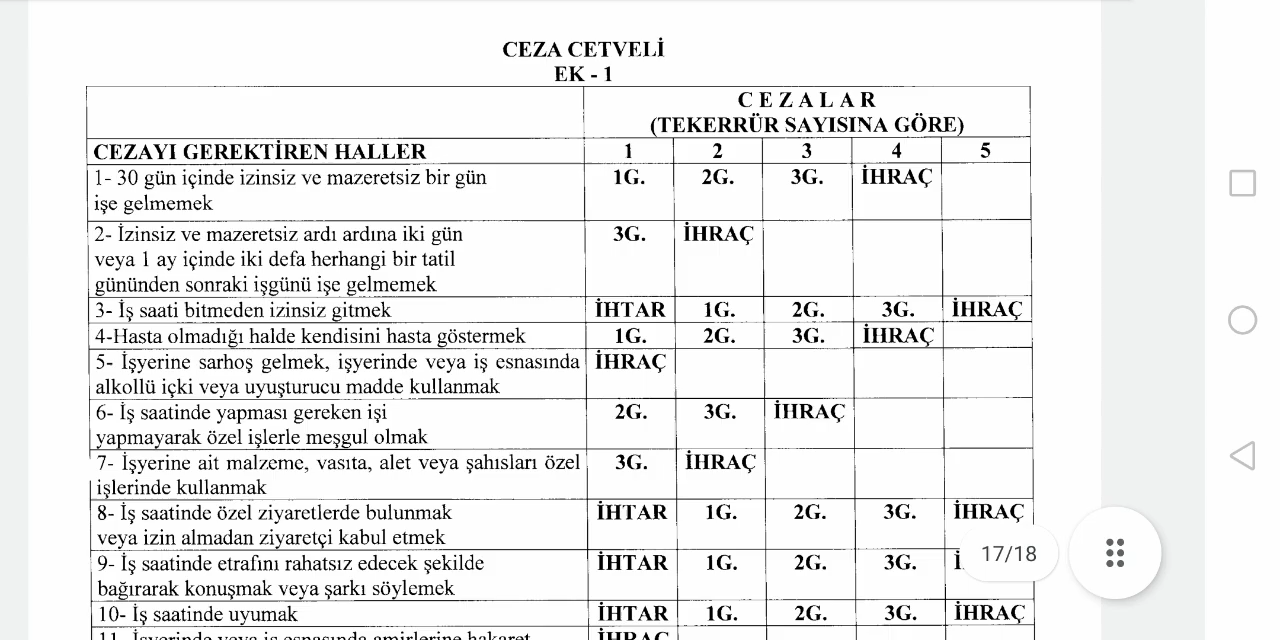 CEZA CETVELİ
EK - 1
C E Z A L A R
(TEKERRÜR SAYISINA GÖRE)
CEZAYI GEREKTİREN HALLER 1 2 3 4 5
1- 30 gün içinde izinsiz ve mazeretsiz bir gün 1G. 2G. 3G. İHRAÇ
işe gelmemek
2- İzinsiz ve mazeretsiz ardı ardına iki gün 3G. İHRAÇ
veya 1 ay içinde iki defa herhangi bir tatil
gününden sonraki işgünü işe gelmemek
3- İş saati bitmeden izinsiz gitmek İHTAR 1G. 2G. 3G. İHRAÇ
4-Hasta olmadığı halde kendisini hasta göstermek 1G. 2G. 3G. İHRAÇ
5- İşyerine sarhoş gelmek, işyerinde veya iş esnasında İHRAÇ
alkollü içki veya uyuşturucu madde kullanmak
6- İş saatinde yapması gereken işi 2G. 3G. İHRAÇ
yapmayarak özel işlerle meşgul olmak
7- İşyerine ait malzeme, vasıta, alet veya şahısları özel 3G. İHRAÇ
işlerinde kullanmak
8- İş saatinde özel ziyaretlerde bulunmak İHTAR 1G. 2G. 3G. İHRAÇ
veya izin almadan ziyaretçi kabul etmek
9- İş saatinde etrafını rahatsız edecek şekilde İHTAR 1G. 2G. 3G.
17/18
bağırarak konuşmak veya şarkı söylemek
10- İş saatinde uyumak İHTAR 1G. 2G. 3G. İHRAÇ
11- İşyerinde veya iş esnasında amirlerine hakaret İHRAÇ